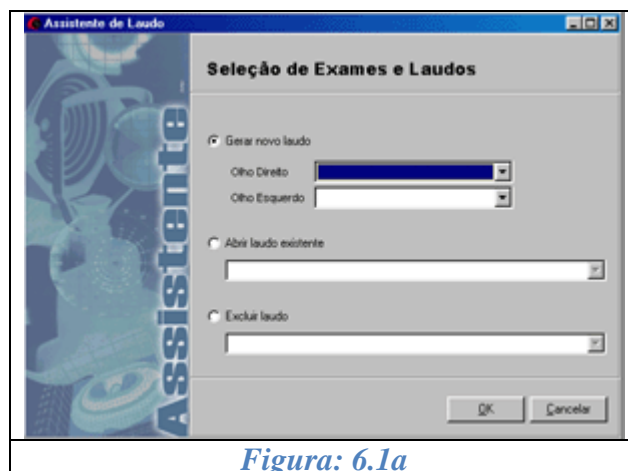 Assistente de Laudo
Assistente
Seleção de Exames e Laudos
Gerar novo laudo
Olho Direito
Olho Esquerdo
Abrir laudo existente
Excluir laudo
OK
Cancelar
Figura: 6.1a